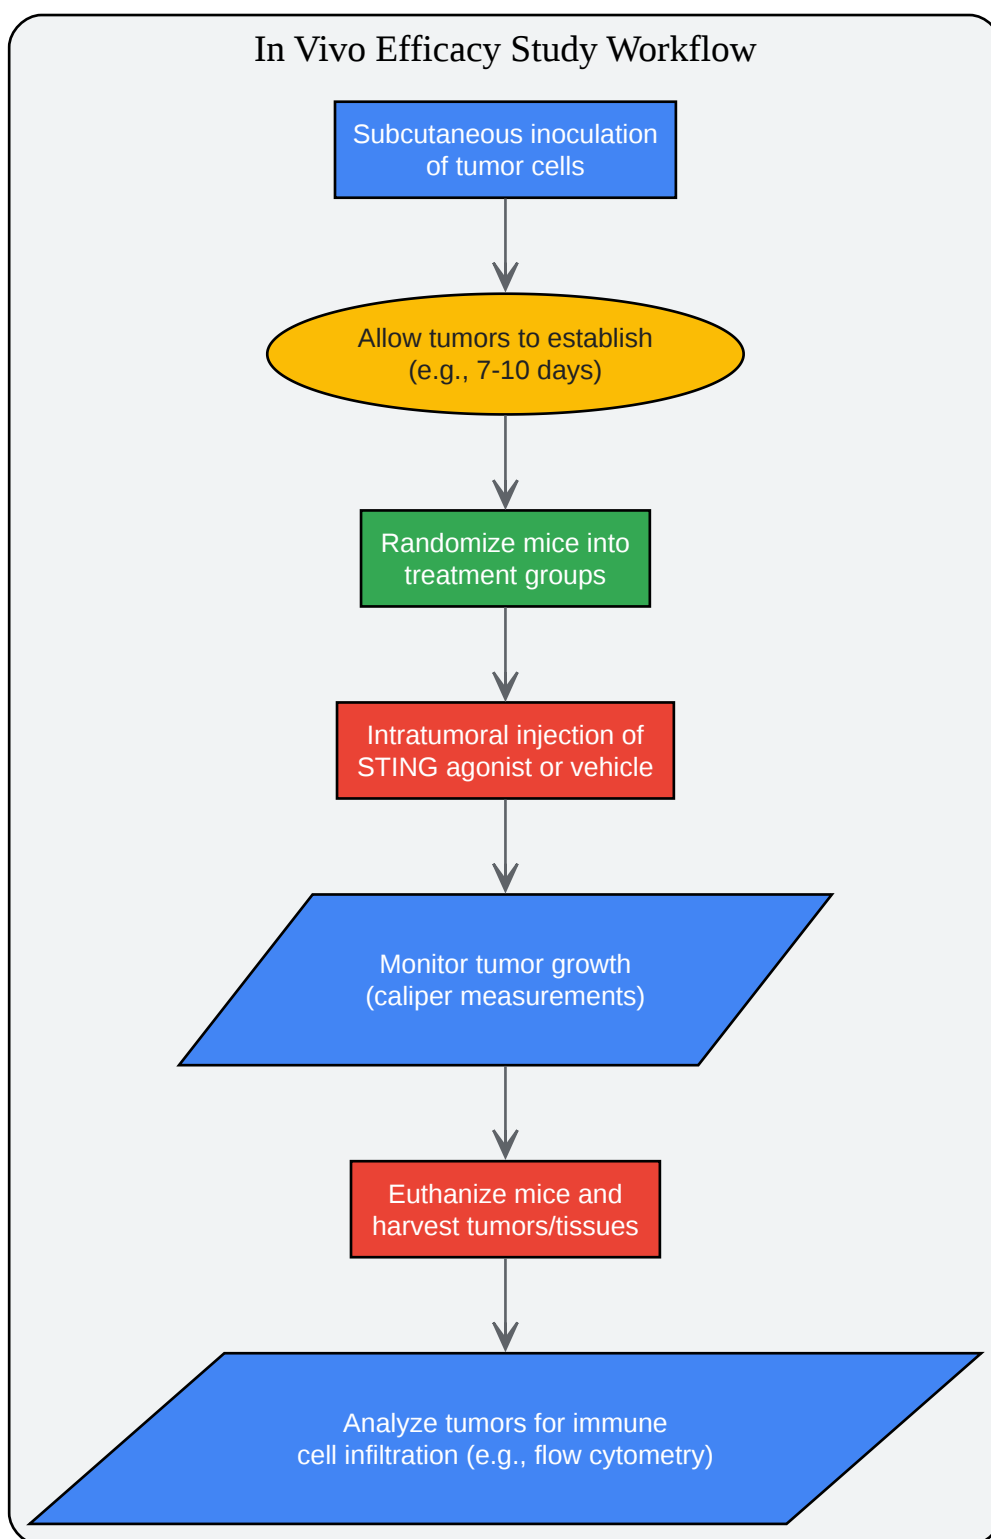 In Vivo Efficacy Study Workflow
Subcutaneous inoculation
of tumor cells
Allow tumors to establish
(e.g., 7-10 days)
Randomize mice into
treatment groups
Intratumoral injection of
STING agonist or vehicle
Monitor tumor growth
(caliper measurements)
Euthanize mice and
harvest tumors/tissues
Analyze tumors for immune
cell infiltration (e.g., flow cytometry)